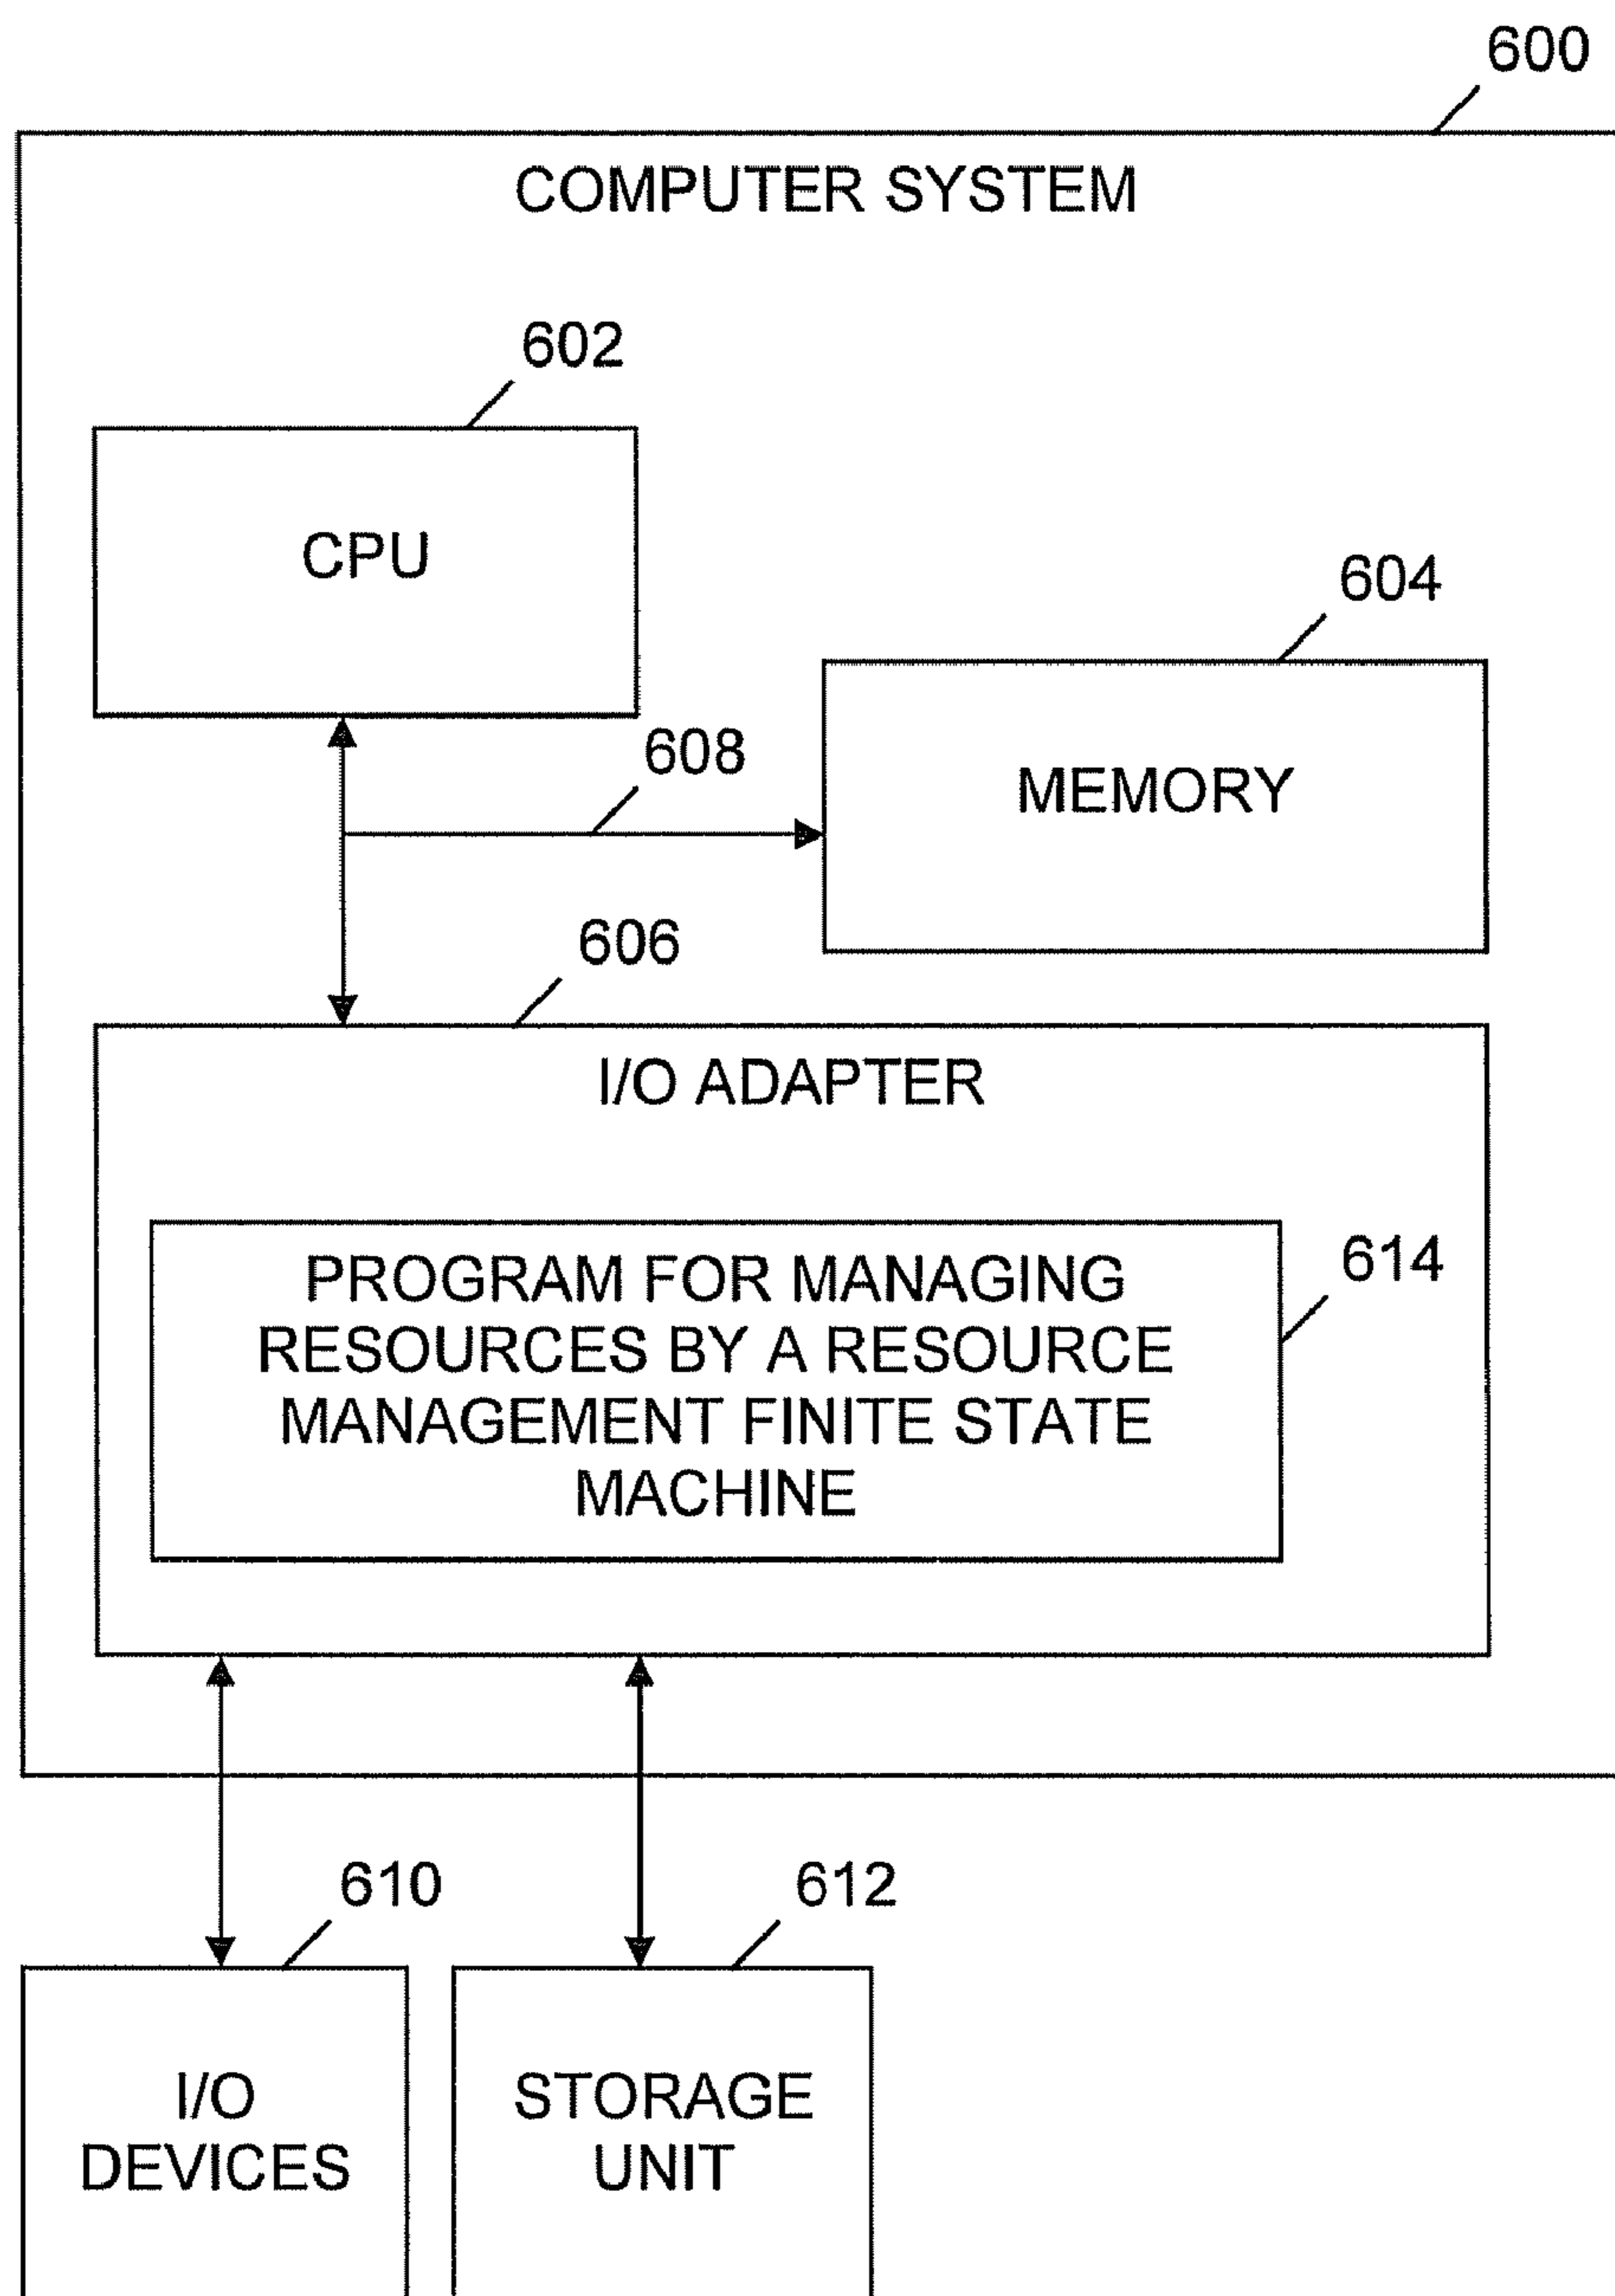 600
COMPUTER SYSTEM
602
CPU
604
608
MEMORY
606
I/O ADAPTER
PROGRAM FOR MANAGING
RESOURCES BY A RESOURCE
MANAGEMENT FINITE STATE
MACHINE
614
610
612
I/O
DEVICES
STORAGE
UNIT